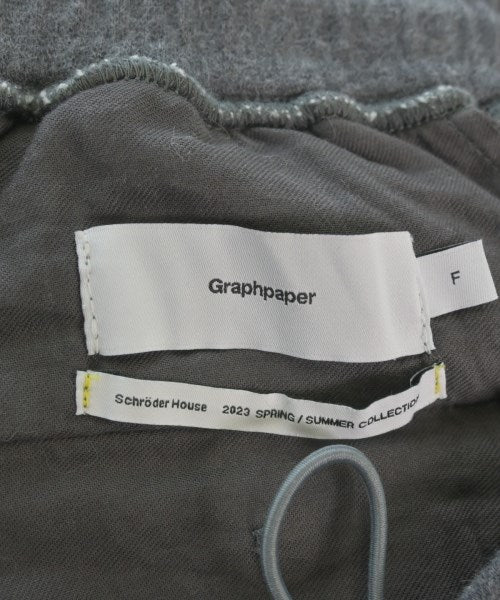 Graphpaper
F
Schröder House 2023 SPRING / SUMMER COLLECTION